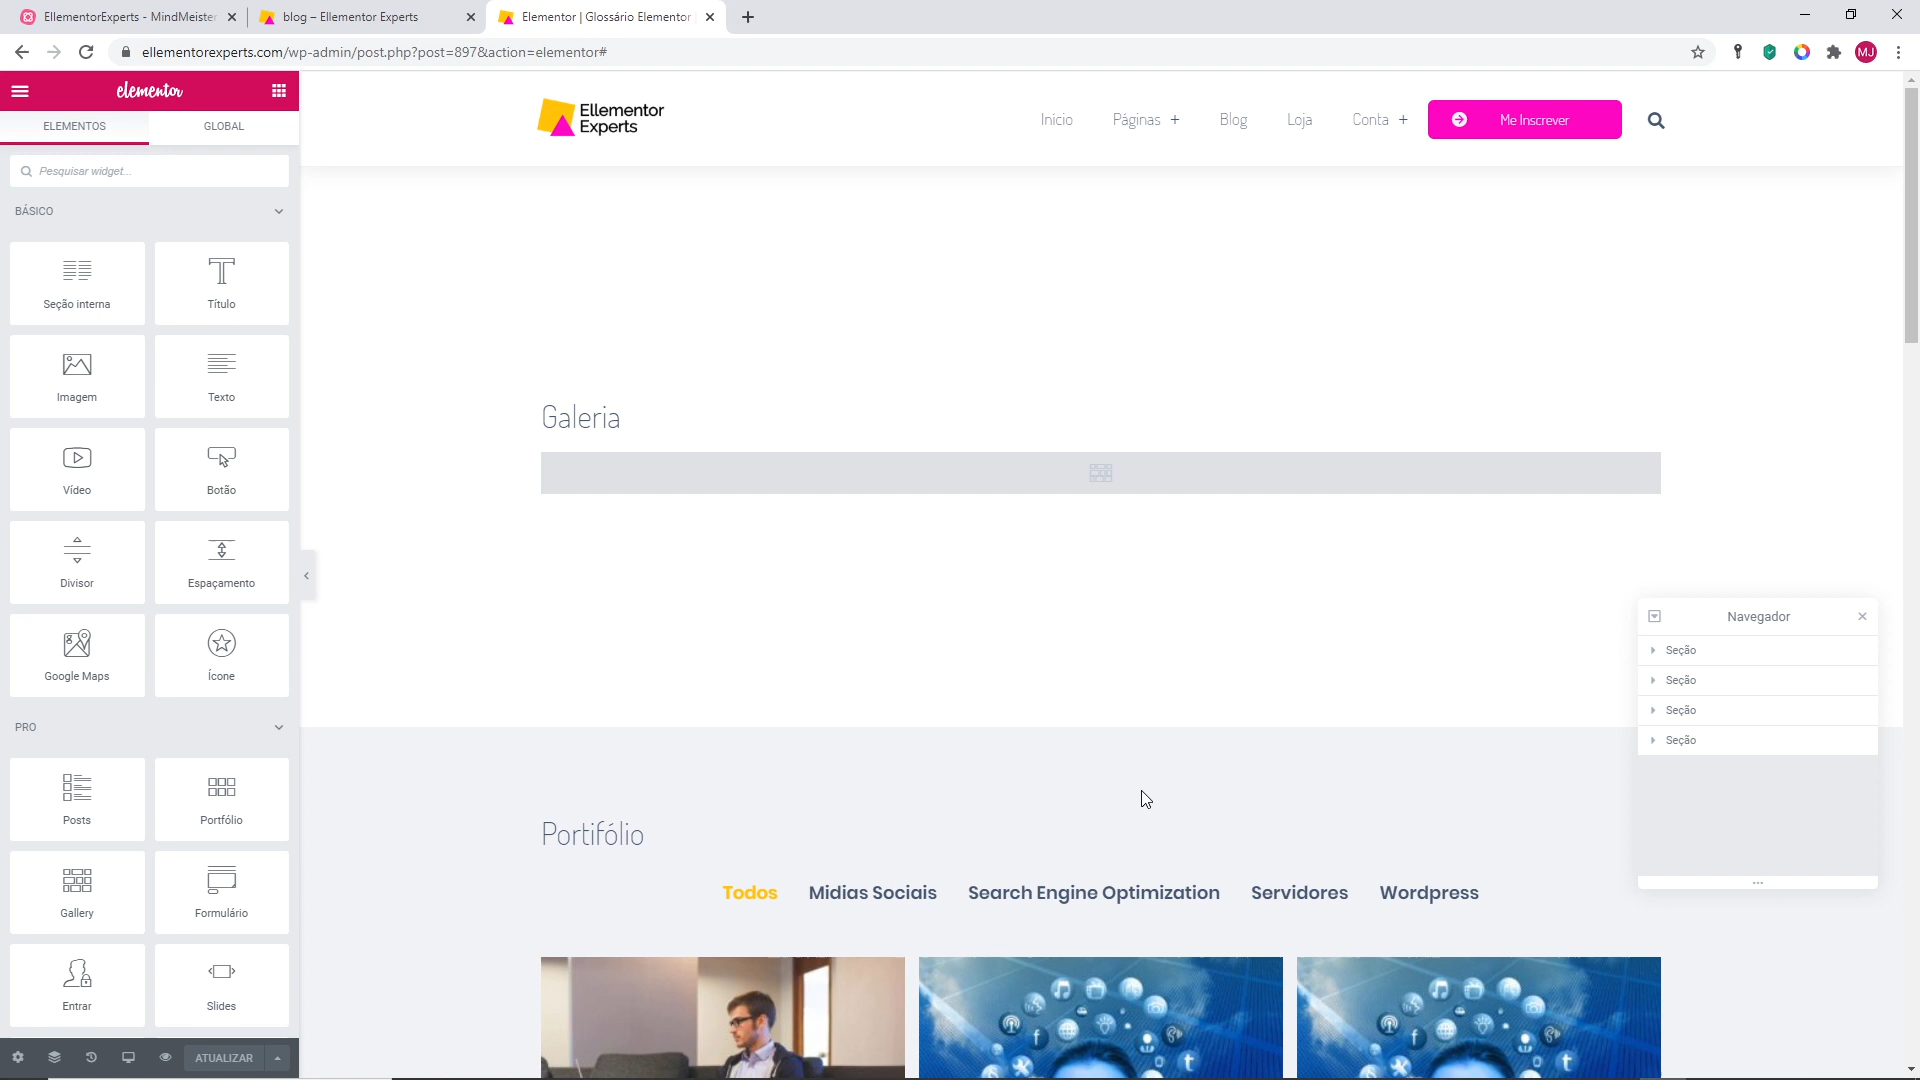 EllementorExperts - MindMeister
blog – Ellementor Experts
Elementor | Glossário Elementor
ellementorexperts.com/wp-admin/post.php?post=897&action=elementor#
MJ
elementor
ELEMENTOS
GLOBAL
Pesquisar widget...
BÁSICO
Seção interna
Título
Imagem
Texto
Vídeo
Botão
Divisor
Espaçamento
Google Maps
Ícone
PRO
Posts
Portfólio
Gallery
Formulário
Entrar
Slides
ATUALIZAR
Ellementor
Experts
Início
Páginas +
Blog
Loja
Conta +
Me Inscrever
Galeria
Navegador
Seção
Seção
Seção
Seção
Portifólio
Todos
Midias Sociais
Search Engine Optimization
Servidores
Wordpress